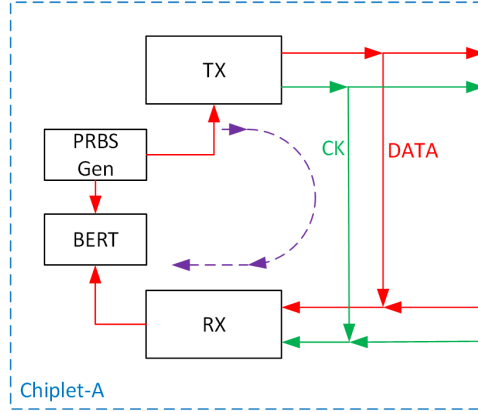 TX
PRBS
Gen
CK
DATA
BERT
RX
Chiplet-A